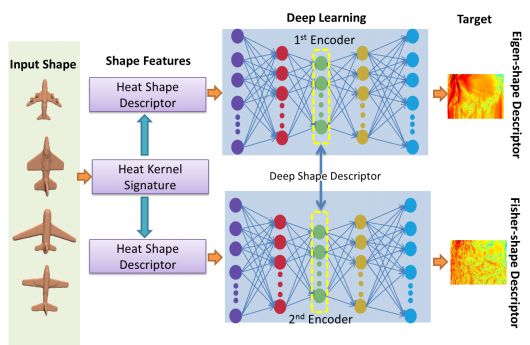 Deep Learning
Target
Input Shape
Shape Features
1st Encoder
Heat Shape
Descriptor
Eigen-shape Descriptor
Heat Kernel
Signature
Deep Shape Descriptor
Heat Shape
Descriptor
2nd Encoder
Fisher-shape Descriptor